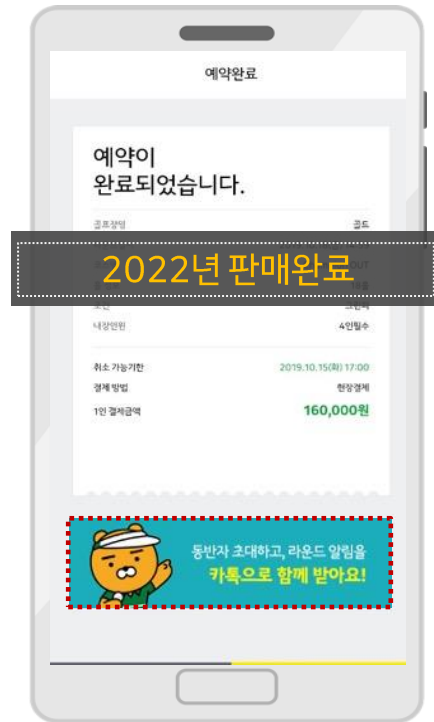 예약완료
예약이
완료되었습니다.
골프장명 골드
2022년 판매완료
내장인원 4인필수
취소 가능기한 2019.10.15(화) 17:00
결제 방법 현장결제
1인 결제금액 160,000원
동반자 초대하고, 라운드 알림을
카톡으로 함께 받아요!